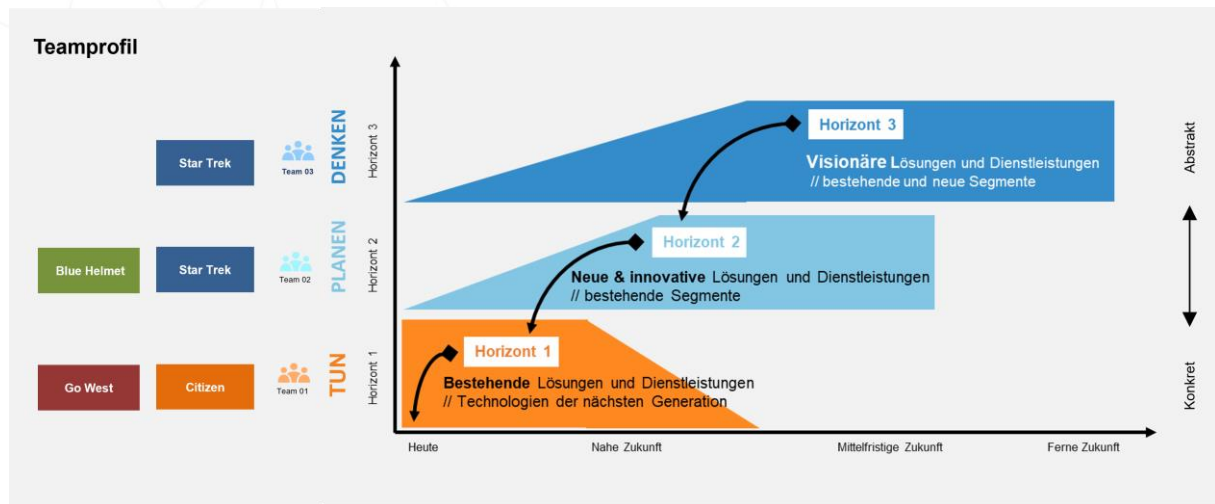 Teamprofil
Star Trek
Team 03
DENKEN
Horizont 3
Horizont 3
Visionäre Lösungen und Dienstleistungen
// bestehende und neue Segmente
Abstrakt
Blue Helmet
Star Trek
Team 02
PLANEN
Horizont 2
Horizont 2
Neue & innovative Lösungen und Dienstleistungen
// bestehende Segmente
Go West
Citizen
Team 01
TUN
Horizont 1
Horizont 1
Bestehende Lösungen und Dienstleistungen
// Technologien der nächsten Generation
Konkret
Heute
Nahe Zukunft
Mittelfristige Zukunft
Ferne Zukunft